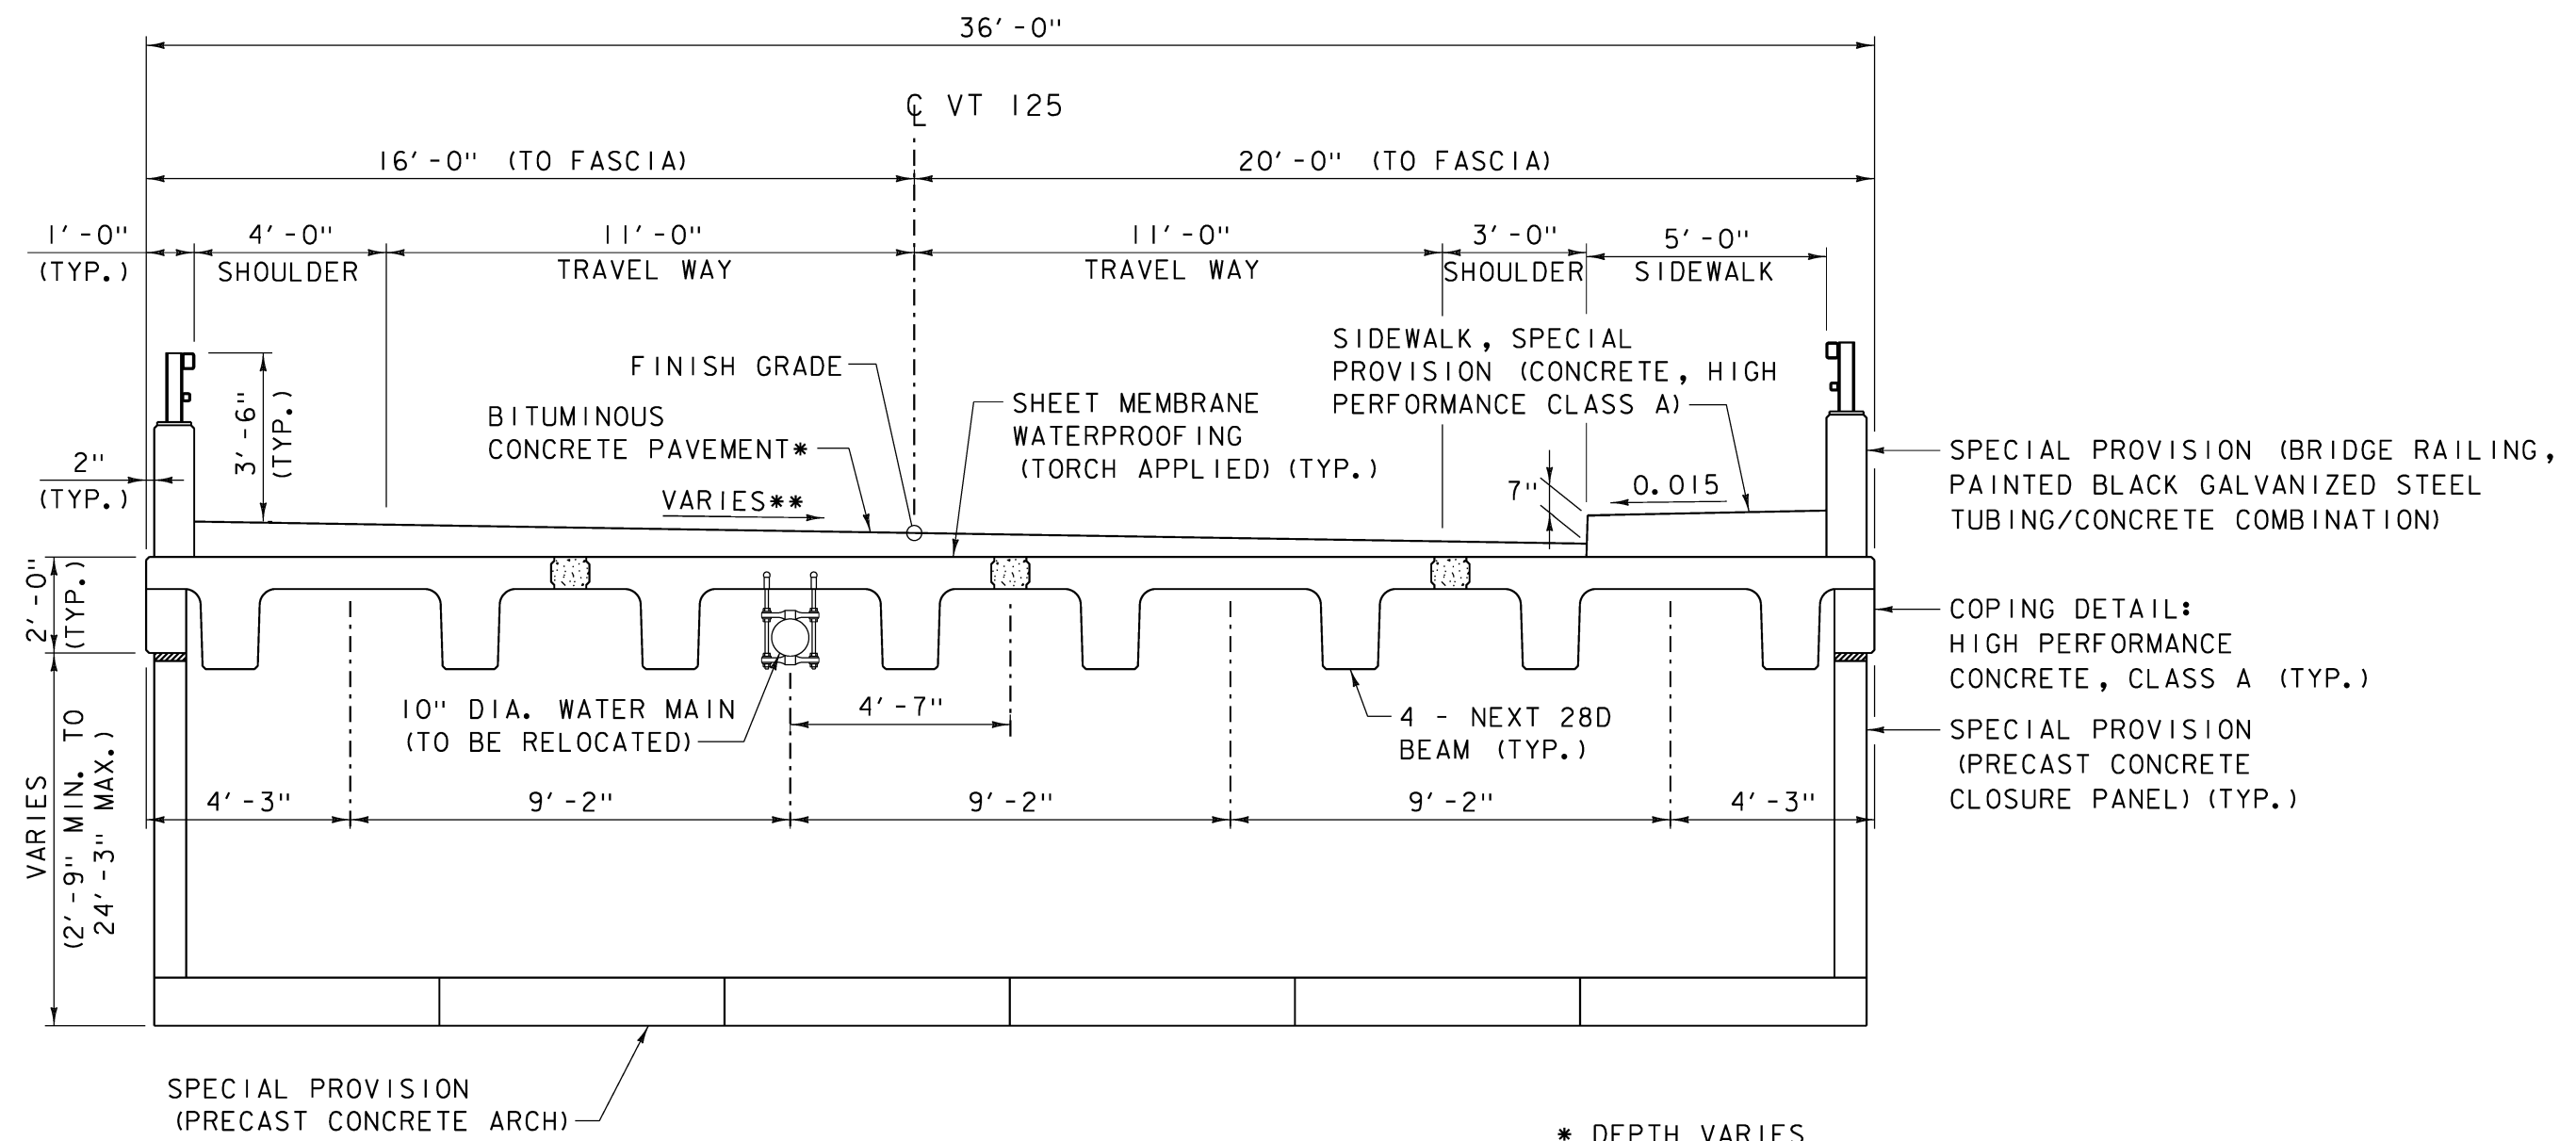 36'-0"
℄ VT 125
16'-0" (TO FASCIA)
20'-0" (TO FASCIA)
1'-0"
(TYP.)
4'-0"
SHOULDER
11'-0"
TRAVEL WAY
11'-0"
TRAVEL WAY
3'-0"
SHOULDER
5'-0"
SIDEWALK
SIDEWALK, SPECIAL
PROVISION (CONCRETE, HIGH
PERFORMANCE CLASS A)
FINISH GRADE
3'-6"
(TYP.)
BITUMINOUS
CONCRETE PAVEMENT*
SHEET MEMBRANE
WATERPROOFING
(TORCH APPLIED) (TYP.)
2"
(TYP.)
VARIES**
7"
0.015
SPECIAL PROVISION (BRIDGE RAILING,
PAINTED BLACK GALVANIZED STEEL
TUBING/CONCRETE COMBINATION)
2'-0"
(TYP.)
COPING DETAIL:
HIGH PERFORMANCE
CONCRETE, CLASS A (TYP.)
10" DIA. WATER MAIN
(TO BE RELOCATED)
4'-7"
4 - NEXT 28D
BEAM (TYP.)
SPECIAL PROVISION
(PRECAST CONCRETE
CLOSURE PANEL) (TYP.)
VARIES
(2'-9" MIN. TO
24'-3" MAX.)
4'-3"
9'-2"
9'-2"
9'-2"
4'-3"
SPECIAL PROVISION
(PRECAST CONCRETE ARCH)
* DEPTH VARIES